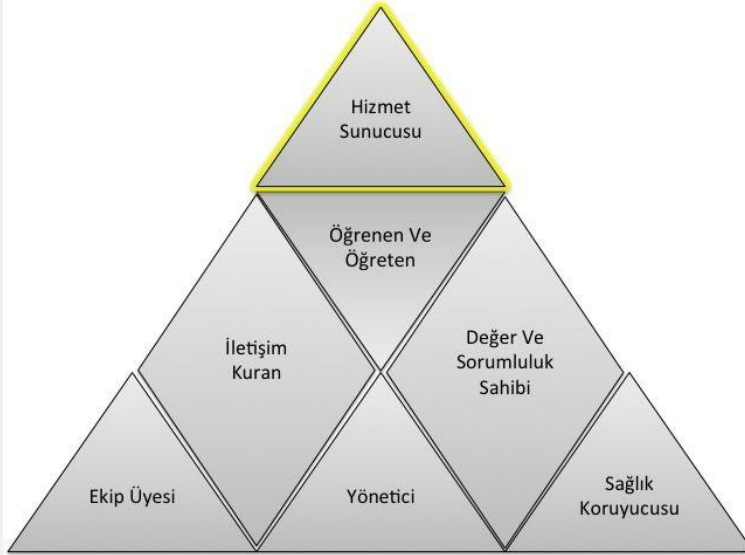 Hizmet
Sunucusu
Öğrenen Ve
Öğreten
İletişim
Kuran
Değer Ve
Sorumluluk
Sahibi
Ekip Üyesi
Yönetici
Sağlık
Koruyucusu